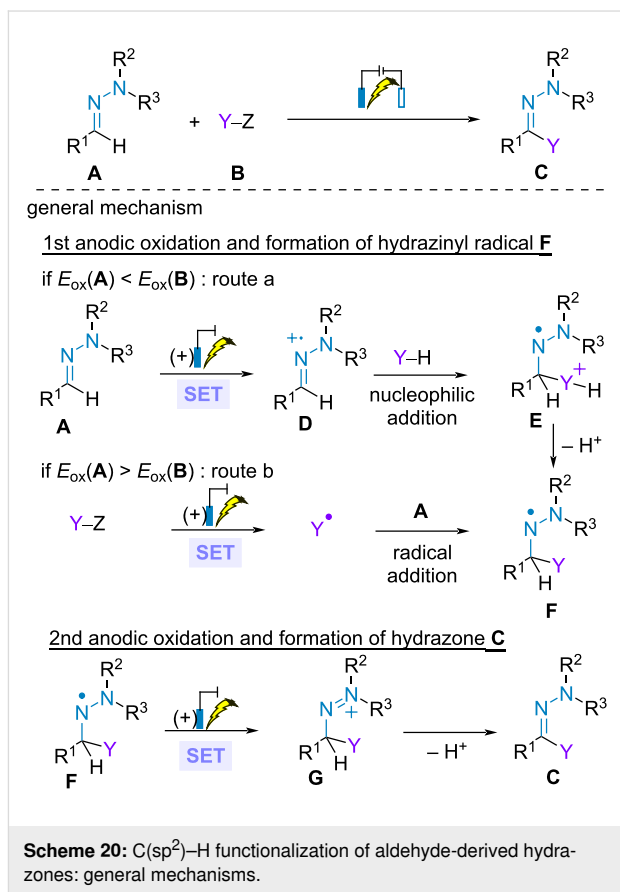 R2
N
N
R3
R1
H
+
Y–Z
N
R2
N
R3
R1
Y
A
B
C
general mechanism
1st anodic oxidation and formation of hydrazinyl radical F
if Eox(A) < Eox(B) : route a
R2
N
N
R3
R1
H
A
(+)
SET
+•
R2
N
N
R3
R1
H
D
Y–H
nucleophilic
addition
R2
•
N
N
R3
R1
H
Y
+
H
E
– H+
if Eox(A) > Eox(B) : route b
Y–Z
(+)
SET
Y•
A
radical
addition
R2
•
N
N
R3
R1
H
Y
F
2nd anodic oxidation and formation of hydrazone C
R2
•
N
N
R3
R1
H
Y
F
(+)
SET
R2
N
N
+
R3
R1
H
Y
G
– H+
R2
N
N
R3
R1
Y
C
Scheme 20: C(sp2)–H functionalization of aldehyde-derived hydra-
zones: general mechanisms.